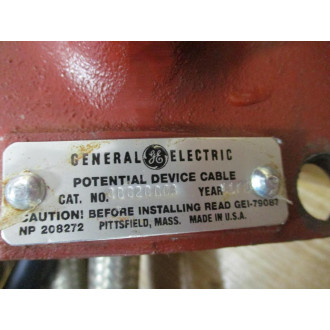 GENERAL GE ELECTRIC
POTENTIAL DEVICE CABLE
CAT. NO. YEAR
CAUTION! BEFORE INSTALLING READ GEI-79087
NP 208272 PITTSFIELD, MASS. MADE IN U.S.A.